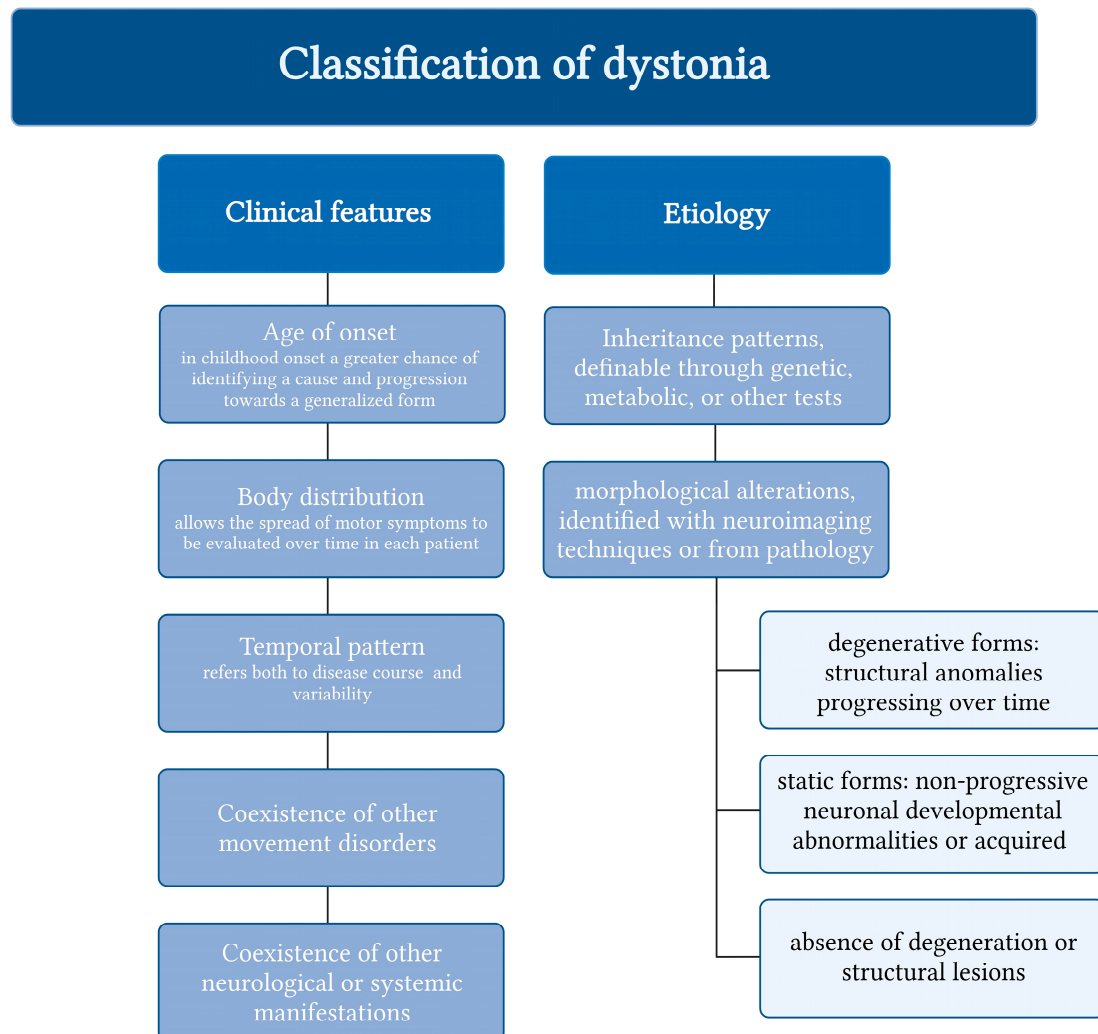 Classification of dystonia
Clinical features
Age of onset
in childhood onset a greater chance of
identifying a cause and progression
towards a generalized form
Body distribution
allows the spread of motor symptoms to
be evaluated over time in each patient
Temporal pattern
refers both to disease course and
variability
Coexistence of other
movement disorders
Coexistence of other
neurological or systemic
manifestations
Etiology
Inheritance patterns,
definable through genetic,
metabolic, or other tests
morphological alterations,
identified with neuroimaging
techniques or from pathology
degenerative forms:
structural anomalies
progressing over time
static forms: non-progressive
neuronal developmental
abnormalities or acquired
absence of degeneration or
structural lesions